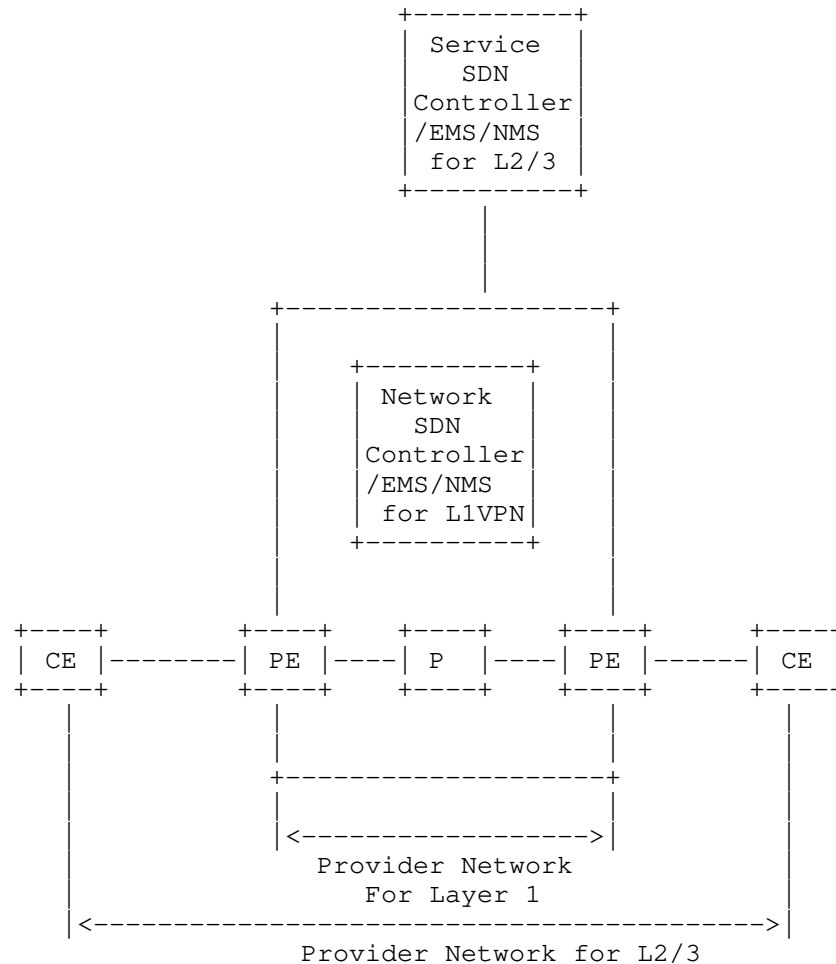 Service
SDN
Controller
/EMS/NMS
for L2/3
Network
SDN
Controller
/EMS/NMS
for L1VPN
CE PE P PE CE
Provider Network
For Layer 1
Provider Network for L2/3